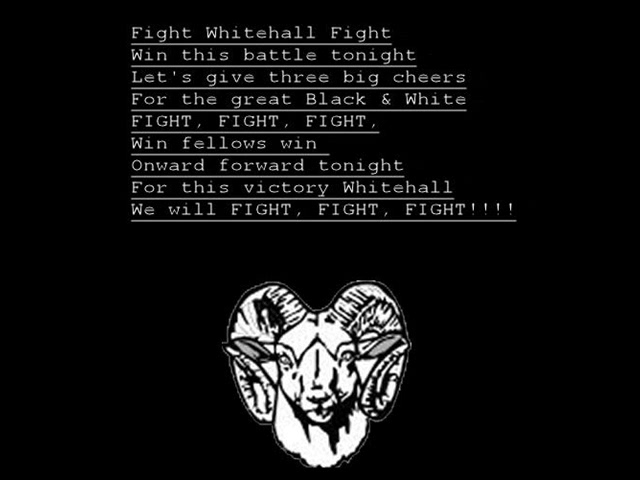 Fight Whitehall Fight
Win this battle tonight
Let's give three big cheers
For the great Black & White
FIGHT, FIGHT, FIGHT,
Win fellows win
Onward forward tonight
For this victory Whitehall
We will FIGHT, FIGHT, FIGHT!!!!